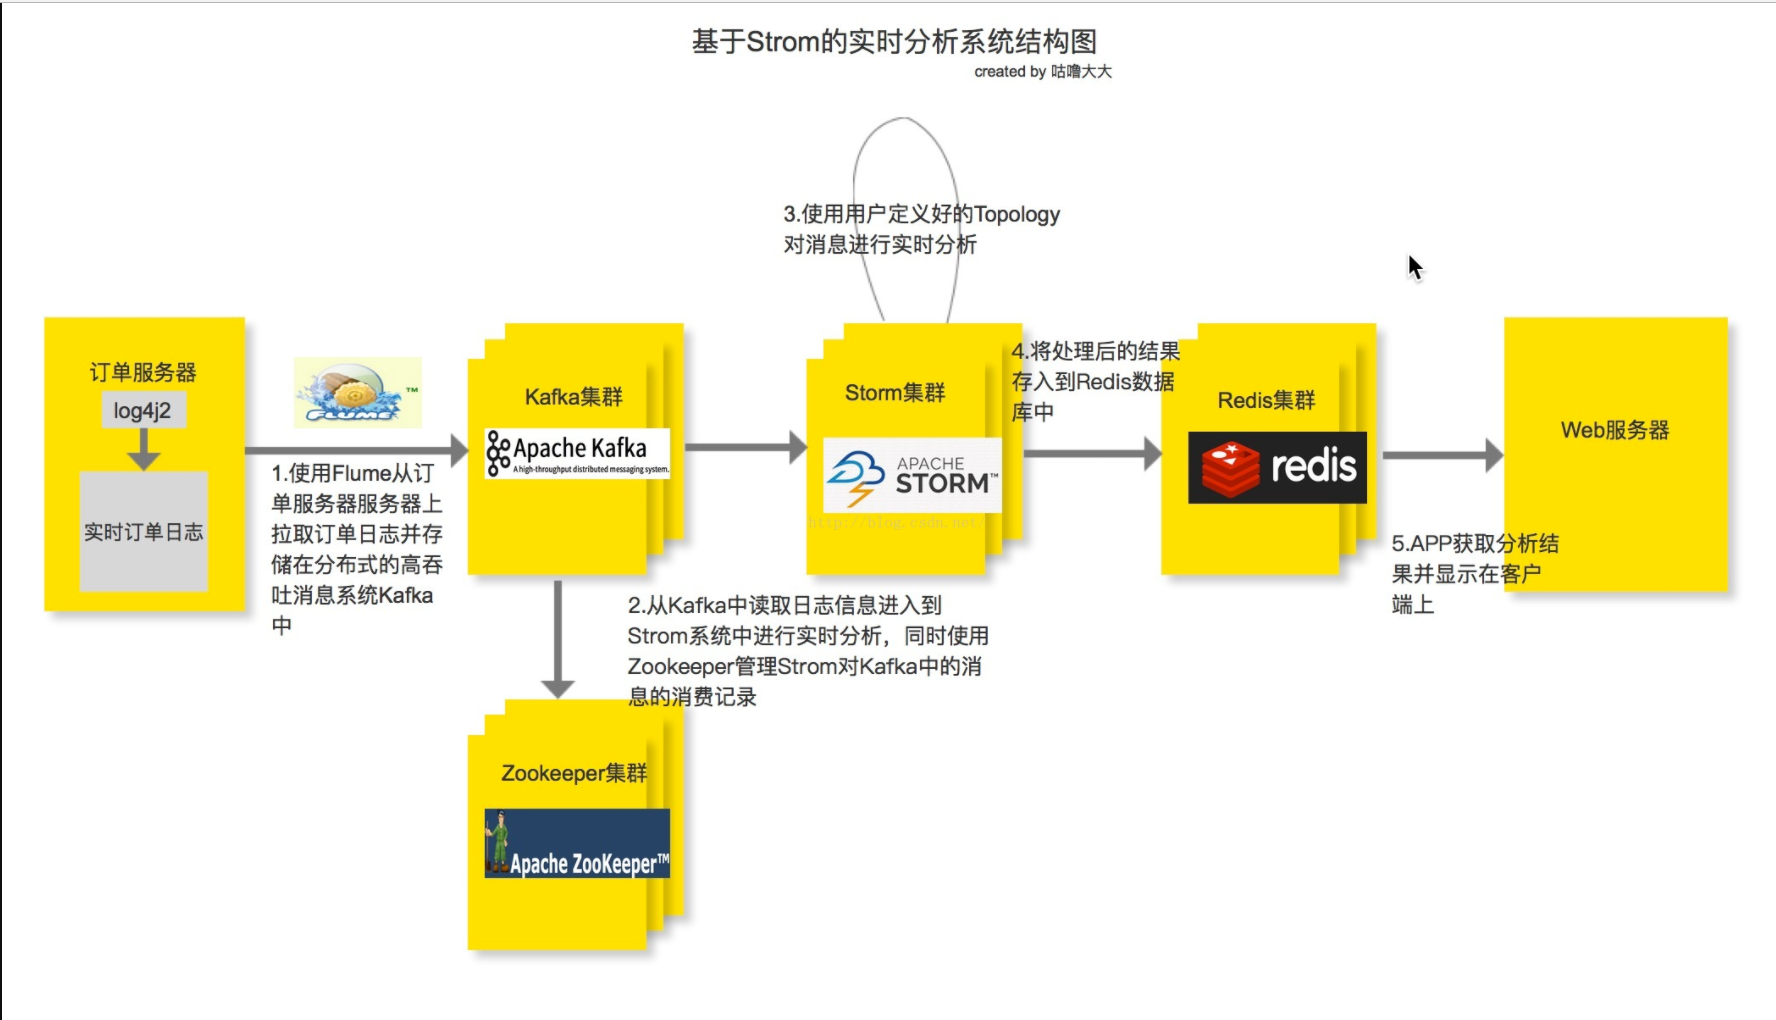 基于Strom的实时分析系统结构图
created by 咕噜大大
3.使用用户定义好的Topology
对消息进行实时分析
订单服务器
log4j2
实时订单日志
FLUME
TM
1.使用Flume从订
单服务器服务器上
拉取订单日志并存
储在分布式的高吞
吐消息系统Kafka
中
Kafka集群
Apache Kafka
A high-throughput distributed messaging system.
Storm集群
APACHE
STORM™
http://blog.csdn.net/
4.将处理后的结果
存入到Redis数据
库中
Redis集群
redis
Web服务器
5.APP获取分析结
果并显示在客户
端上
2.从Kafka中读取日志信息进入到
Strom系统中进行实时分析，同时使用
Zookeeper管理Strom对Kafka中的消
息的消费记录
Zookeeper集群
Apache ZooKeeper™